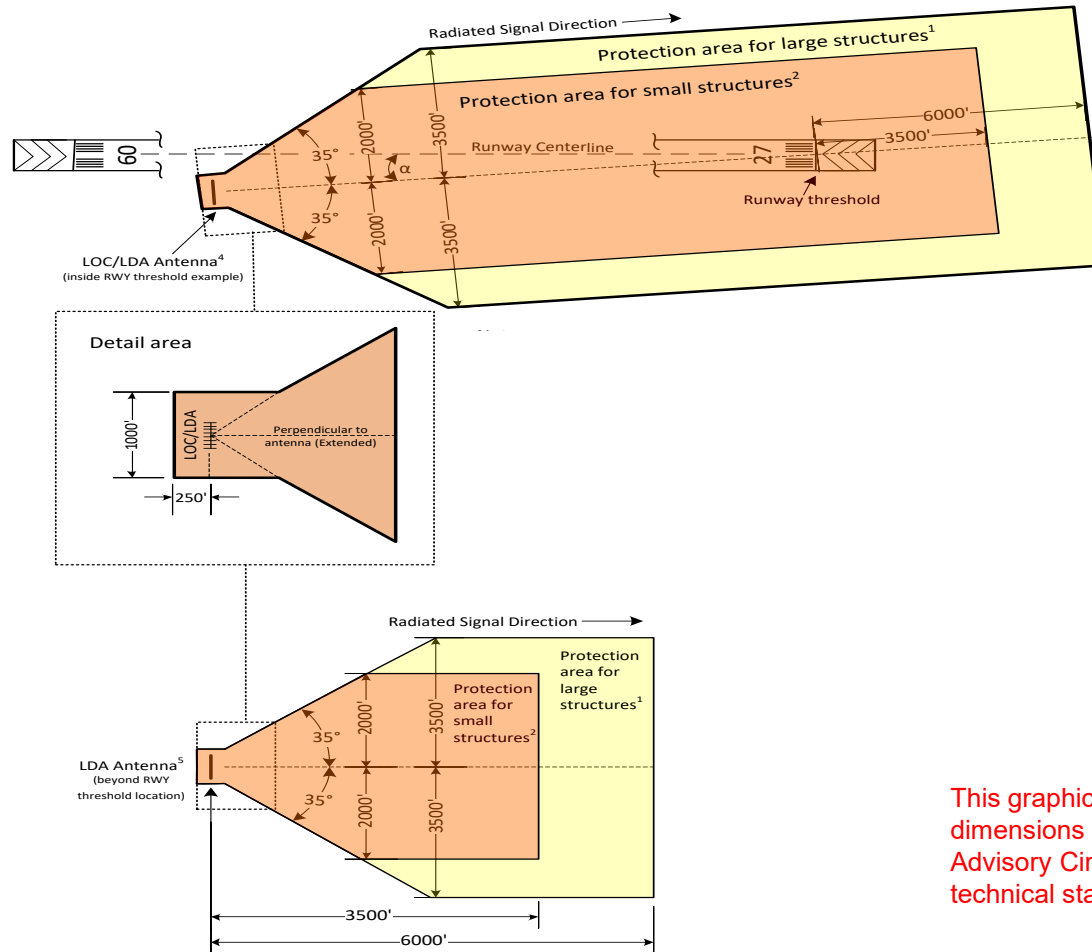 Radiated Signal Direction
Protection area for large structures1
Protection area for small structures2
6000'
3500'
2000'
3500'
60
Runway Centerline
27
35°
α
Runway threshold
35°
2000'
3500'
LOC/LDA Antenna4
(inside RWY threshold example)
Detail area
1000'
LOC/LDA
Perpendicular to
antenna (Extended)
250'
Radiated Signal Direction
Protection
area for
large
structures1
Protection
area for
small
structures2
2000'
3500'
35°
LDA Antenna5
(beyond RWY
threshold location)
35°
2000'
3500'
3500'
6000'
This graphic
dimensions
Advisory Cir
technical sta